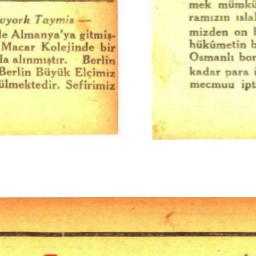 vyork Taymis —
le Almanya'ya gitmiş-
Macar Kolejinde bir
da alınmıştır. Berlin
Berlin Büyük Elçimiz
ülmektedir. Sefirimiz
mek mümkü
ramızın ıslal
mizden on b
hükûmetin b
Osmanlı bor
kadar para i
mecmuu ipt